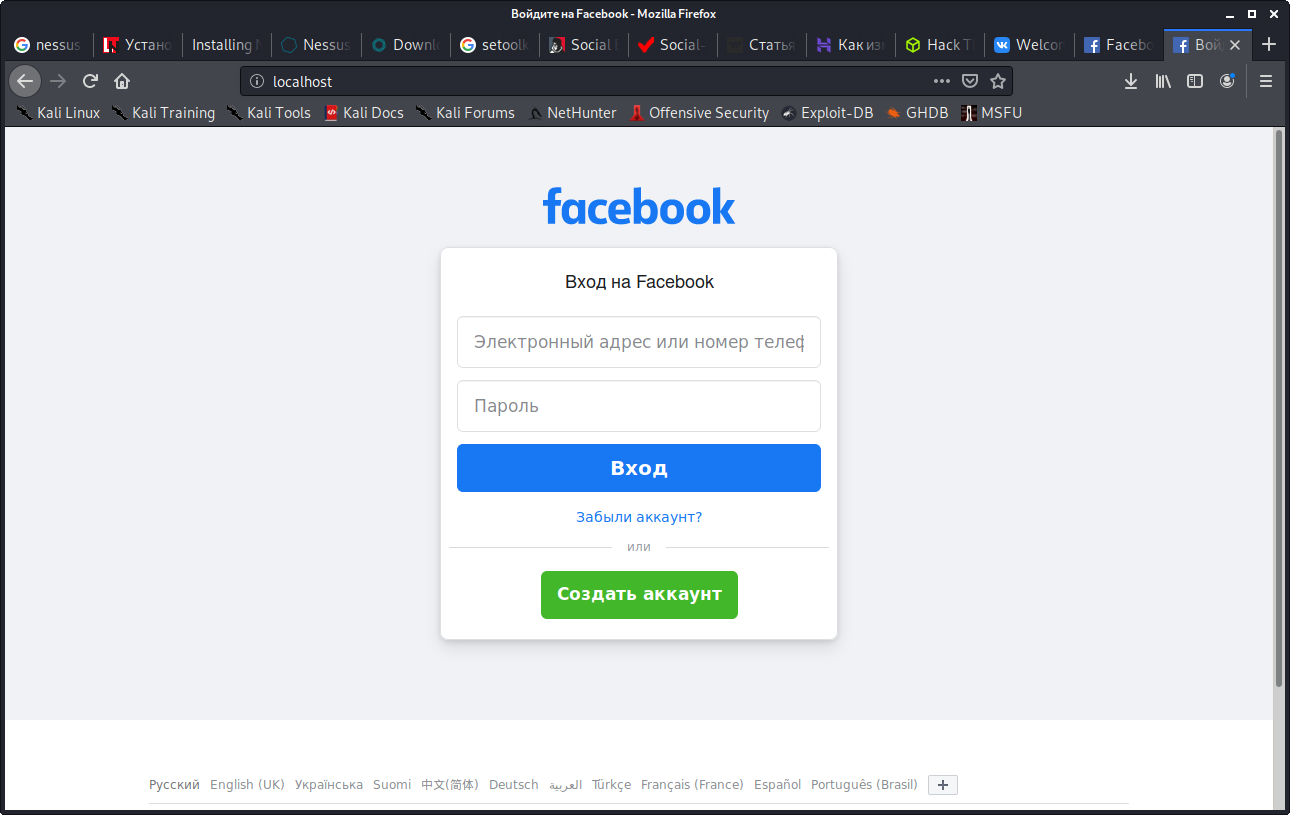 Войдите на Facebook - Mozilla Firefox
nessus Устано Installing Nessus Downl setoolk Social Social- Статья Как из Hack T Welcor Facebo Вой
localhost
Kali Linux Kali Training Kali Tools Kali Docs Kali Forums NetHunter Offensive Security Exploit-DB GHDB MSFU
facebook
Вход на Facebook
Электронный адрес или номер телеф
Пароль
Вход
Забыли аккаунт?
или
Создать аккаунт
Русский English (UK) Українська Suomi 中文(简体) Deutsch العربية Türkçe Français (France) Español Português (Brasil) +